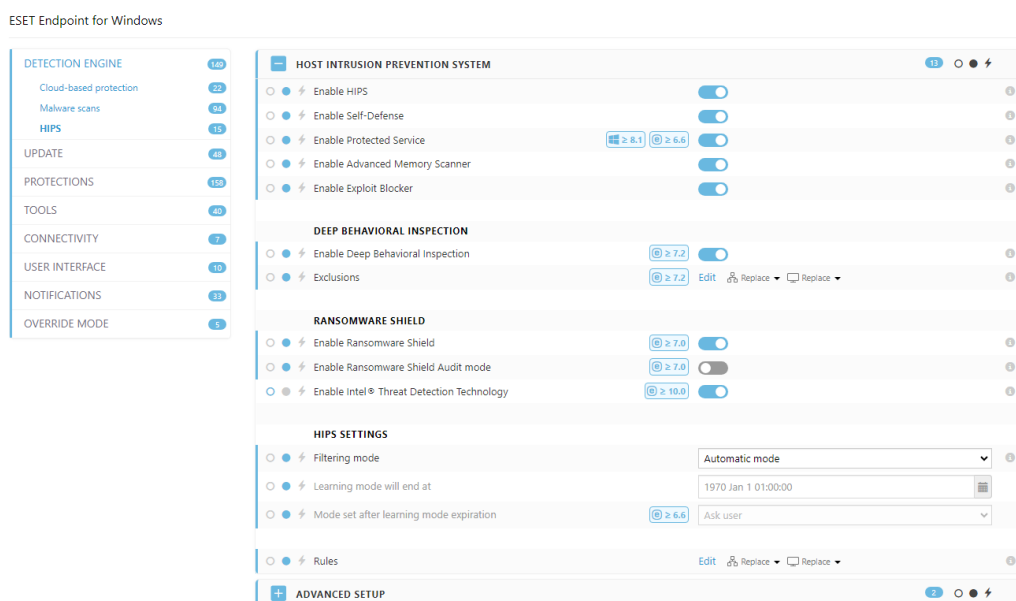 ESET Endpoint for Windows
DETECTION ENGINE 149
Cloud-based protection 22
Malware scans 94
HIPS 15
UPDATE 48
PROTECTIONS 158
TOOLS 40
CONNECTIVITY 7
USER INTERFACE 10
NOTIFICATIONS 33
OVERRIDE MODE 5
HOST INTRUSION PREVENTION SYSTEM 13
Enable HIPS
Enable Self-Defense
Enable Protected Service ≥ 8.1 ≥ 6.6
Enable Advanced Memory Scanner
Enable Exploit Blocker
DEEP BEHAVIORAL INSPECTION
Enable Deep Behavioral Inspection ≥ 7.2
Exclusions ≥ 7.2 Edit Replace Replace
RANSOMWARE SHIELD
Enable Ransomware Shield ≥ 7.0
Enable Ransomware Shield Audit mode ≥ 7.0
Enable Intel® Threat Detection Technology ≥ 10.0
HIPS SETTINGS
Filtering mode Automatic mode
Learning mode will end at 1970 Jan 1 01:00:00
Mode set after learning mode expiration ≥ 6.6 Ask user
Rules Edit Replace Replace
ADVANCED SETUP 2